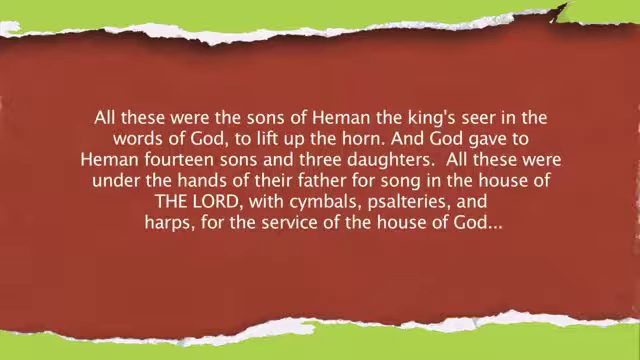 All these were the sons of Heman the king's seer in the
words of God, to lift up the horn. And God gave to
Heman fourteen sons and three daughters.  All these were
under the hands of their father for song in the house of
THE LORD, with cymbals, psalteries, and
harps, for the service of the house of God...